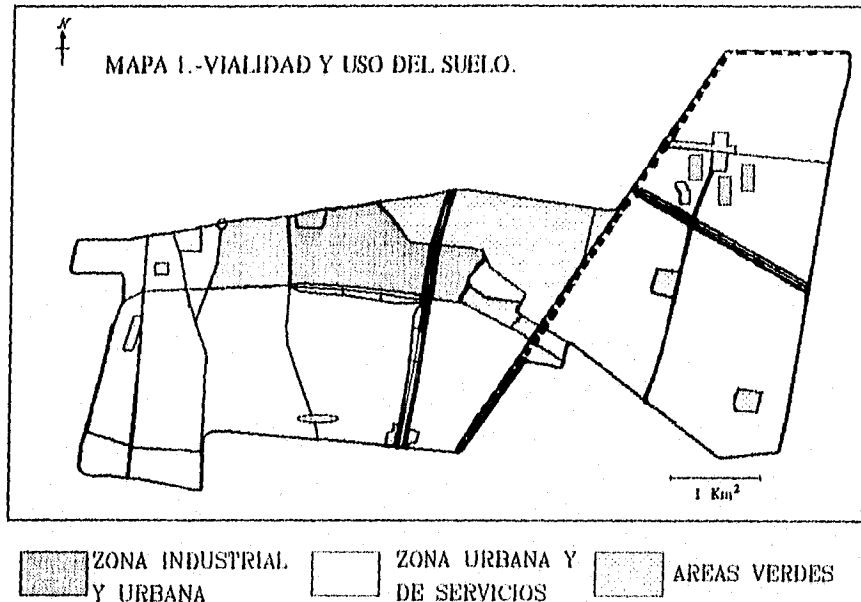 N
MAPA 1.-VIALIDAD Y USO DEL SUELO.
1 Km²
ZONA INDUSTRIAL
Y URBANA
ZONA URBANA Y
DE SERVICIOS
AREAS VERDES